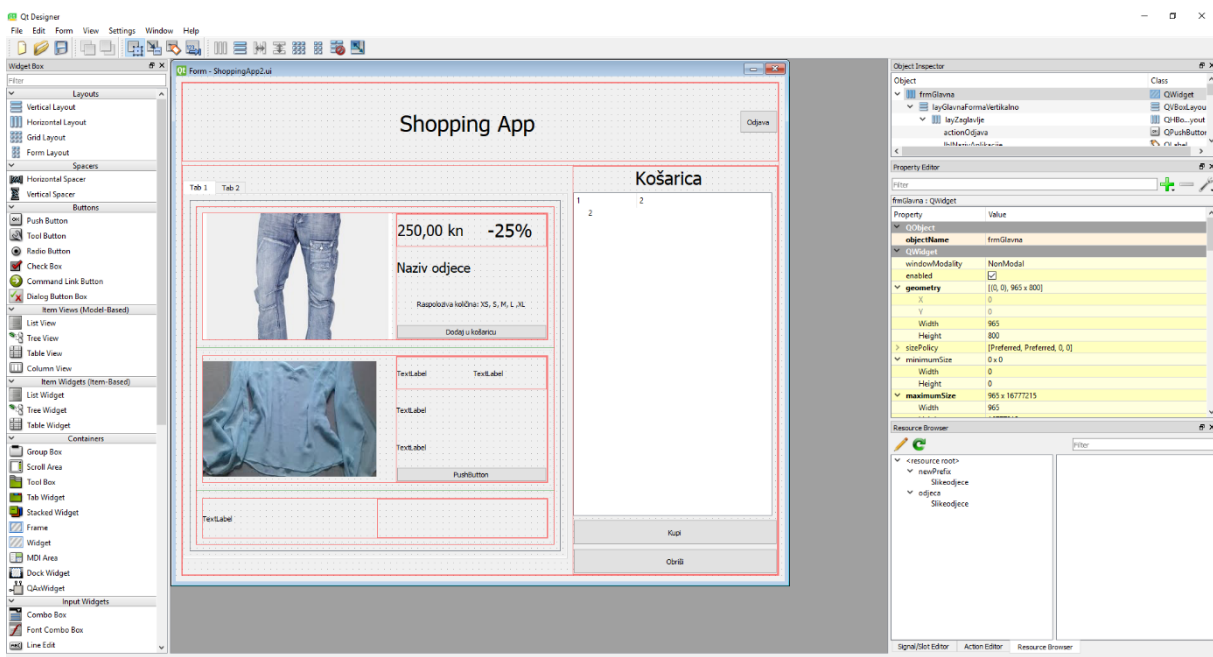 Qt Designer
File Edit Form View Settings Window Help
Widget Box
Filter
Layouts
Vertical Layout
Horizontal Layout
Grid Layout
Form Layout
Spacers
Horizontal Spacer
Vertical Spacer
Buttons
Push Button
Tool Button
Radio Button
Check Box
Command Link Button
Dialog Button Box
Item Views (Model-Based)
List View
Tree View
Table View
Column View
Item Widgets (Item-Based)
List Widget
Tree Widget
Table Widget
Containers
Group Box
Scroll Area
Tool Box
Tab Widget
Stacked Widget
Frame
Widget
MDI Area
Dock Widget
QAxWidget
Input Widgets
Combo Box
Font Combo Box
Line Edit
Form - ShoppingApp2.ui
Shopping App
Odjava
Tab 1 Tab 2
250,00 kn -25%
Naziv odjece
Raspoloziva količna: XS, S, M, L ,XL
Dodaj u košaricu
TextLabel TextLabel
TextLabel
TextLabel
PushButton
TextLabel
Košarica
1 2
2
Kupi
Obriši
Object Inspector
Object Class
frmGlavna QWidget
layGlavnaFormaVertikalno QVBoxLayou
layZaglavlje QHBo...yout
actionOdjava QPushButtor
lblNazivAplikacije QLabel
Property Editor
Filter
frmGlavna : QWidget
Property Value
QObject
objectName frmGlavna
QWidget
windowModality NonModal
enabled
geometry [(0, 0), 965 x 800]
X 0
Y 0
Width 965
Height 800
sizePolicy [Preferred, Preferred, 0, 0]
minimumSize 0 x 0
Width 0
Height 0
maximumSize 965 x 16777215
Width 965
Resource Browser
Filter
<resource root>
newPrefix
Slikeodjece
odjeca
Slikeodjece
Signal/Slot Editor Action Editor Resource Browser